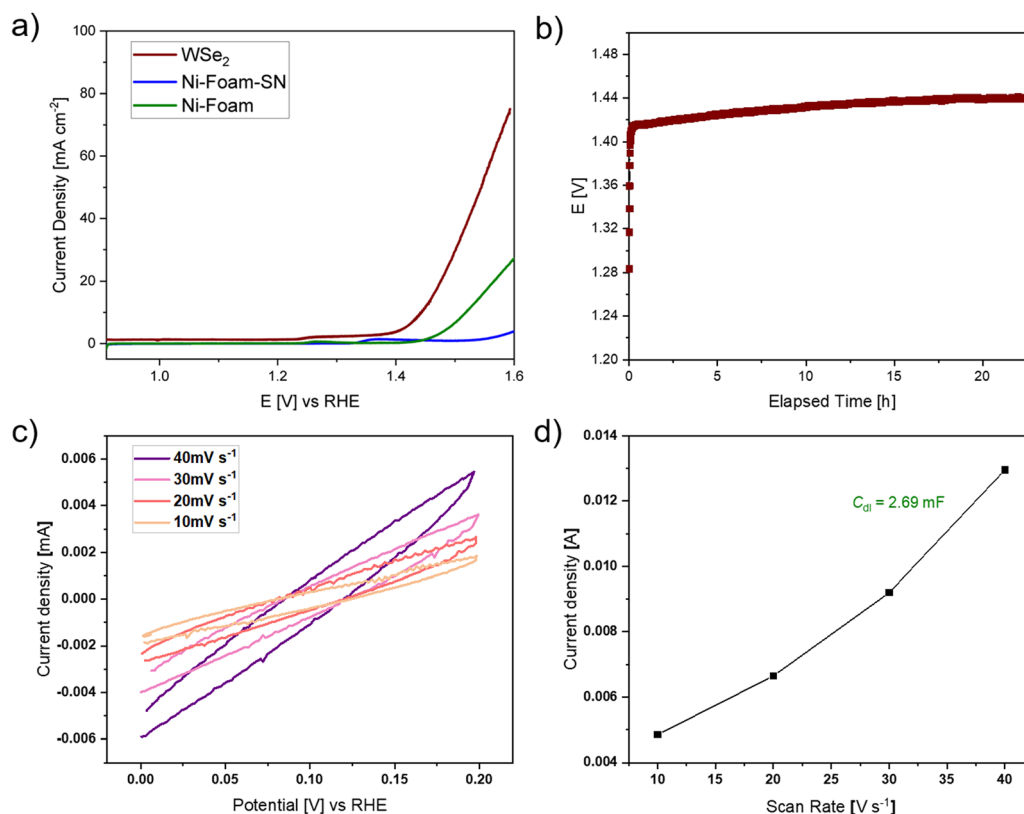 a)
WSe₂
Ni-Foam-SN
Ni-Foam
Current Density [mA cm⁻²]
100
80
60
40
20
0
1.0
1.2
1.4
1.6
E [V] vs RHE
b)
E [V]
1.48
1.44
1.40
1.36
1.32
1.28
1.24
1.20
0
5
10
15
20
Elapsed Time [h]
c)
40mV s⁻¹
30mV s⁻¹
20mV s⁻¹
10mV s⁻¹
Current density [mA]
0.006
0.004
0.002
0.000
-0.002
-0.004
-0.006
0.00
0.05
0.10
0.15
0.20
Potential [V] vs RHE
d)
C_dl = 2.69 mF
Current density [A]
0.014
0.012
0.010
0.008
0.006
0.004
10
15
20
25
30
35
40
Scan Rate [V s⁻¹]